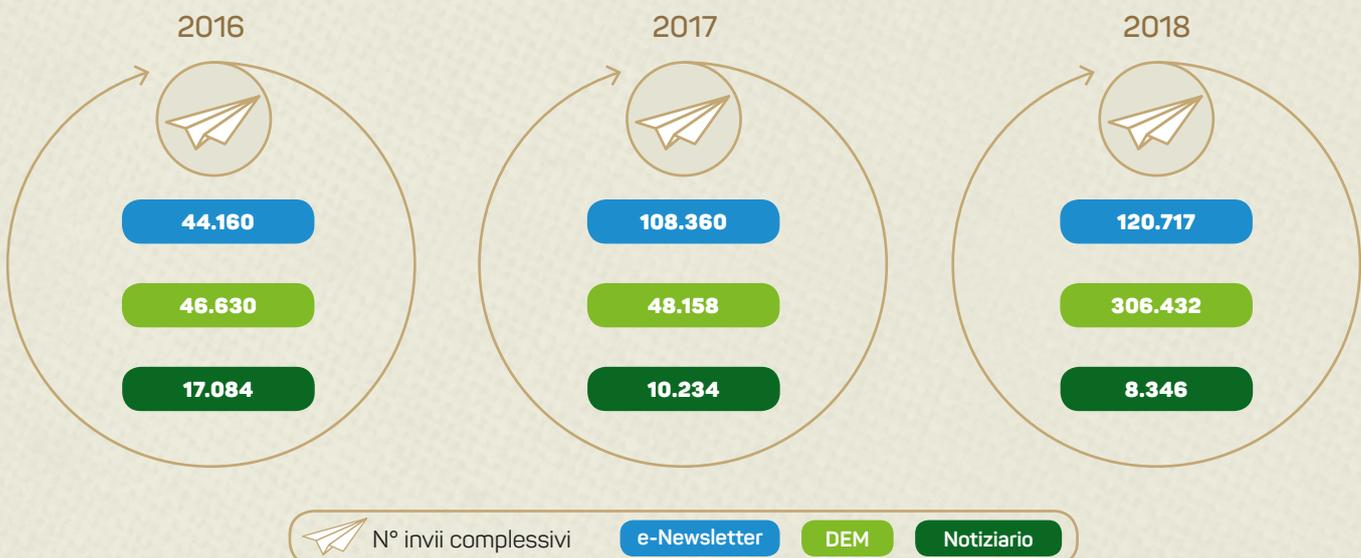 2016 2017 2018
44.160 108.360 120.717
46.630 48.158 306.432
17.084 10.234 8.346
N° invii complessivi e-Newsletter DEM Notiziario